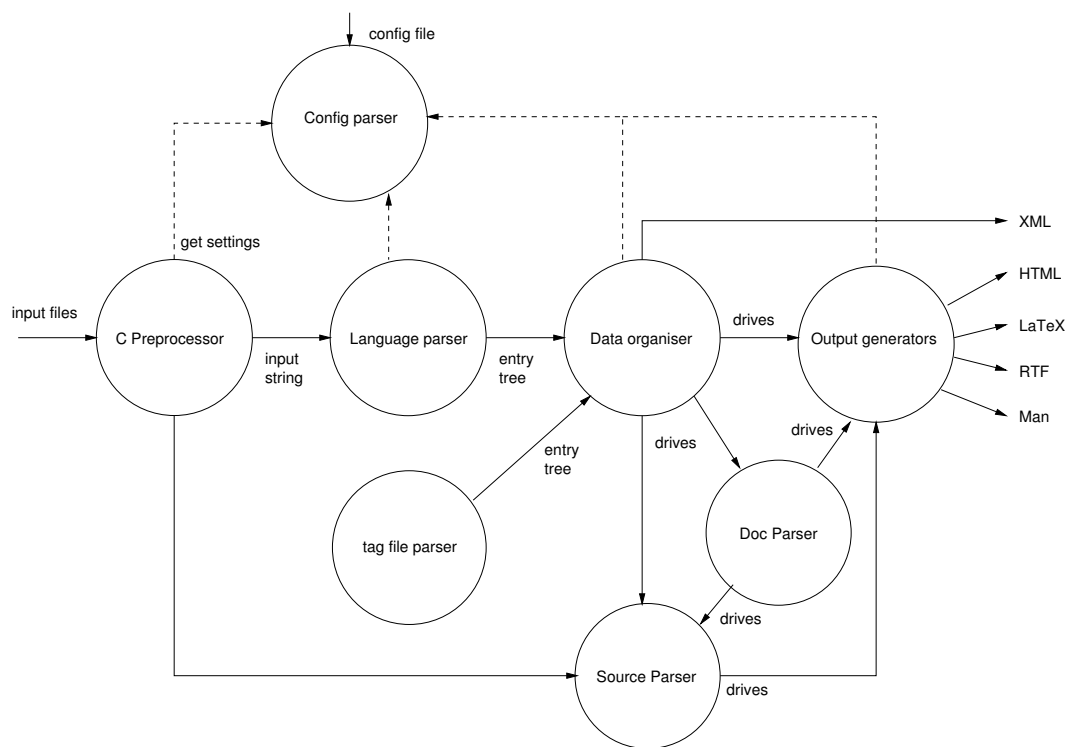 config file
Config parser
get settings
XML
HTML
input files
C Preprocessor
input
string
Language parser
entry
tree
Data organiser
drives
Output generators
LaTeX
RTF
Man
entry
tree
drives
drives
tag file parser
Doc Parser
drives
Source Parser
drives